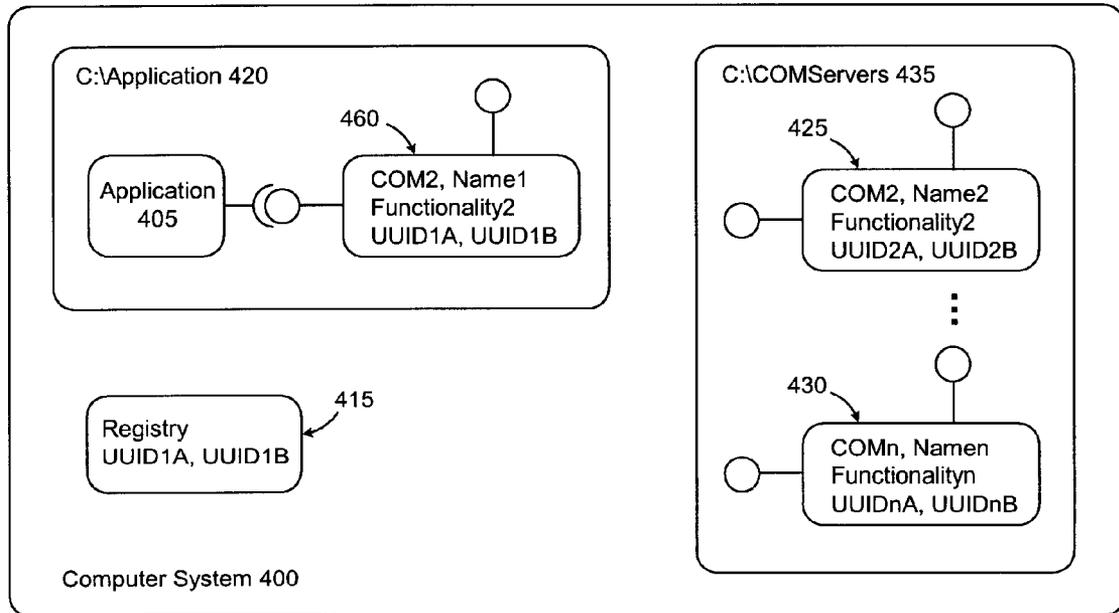 C:\Application 420
460
Application
405
COM2, Name1
Functionality2
UUID1A, UUID1B
Registry
UUID1A, UUID1B
415
Computer System 400
C:\COMServers 435
425
COM2, Name2
Functionality2
UUID2A, UUID2B
430
COMn, Namen
Functionalityn
UUIDnA, UUIDnB